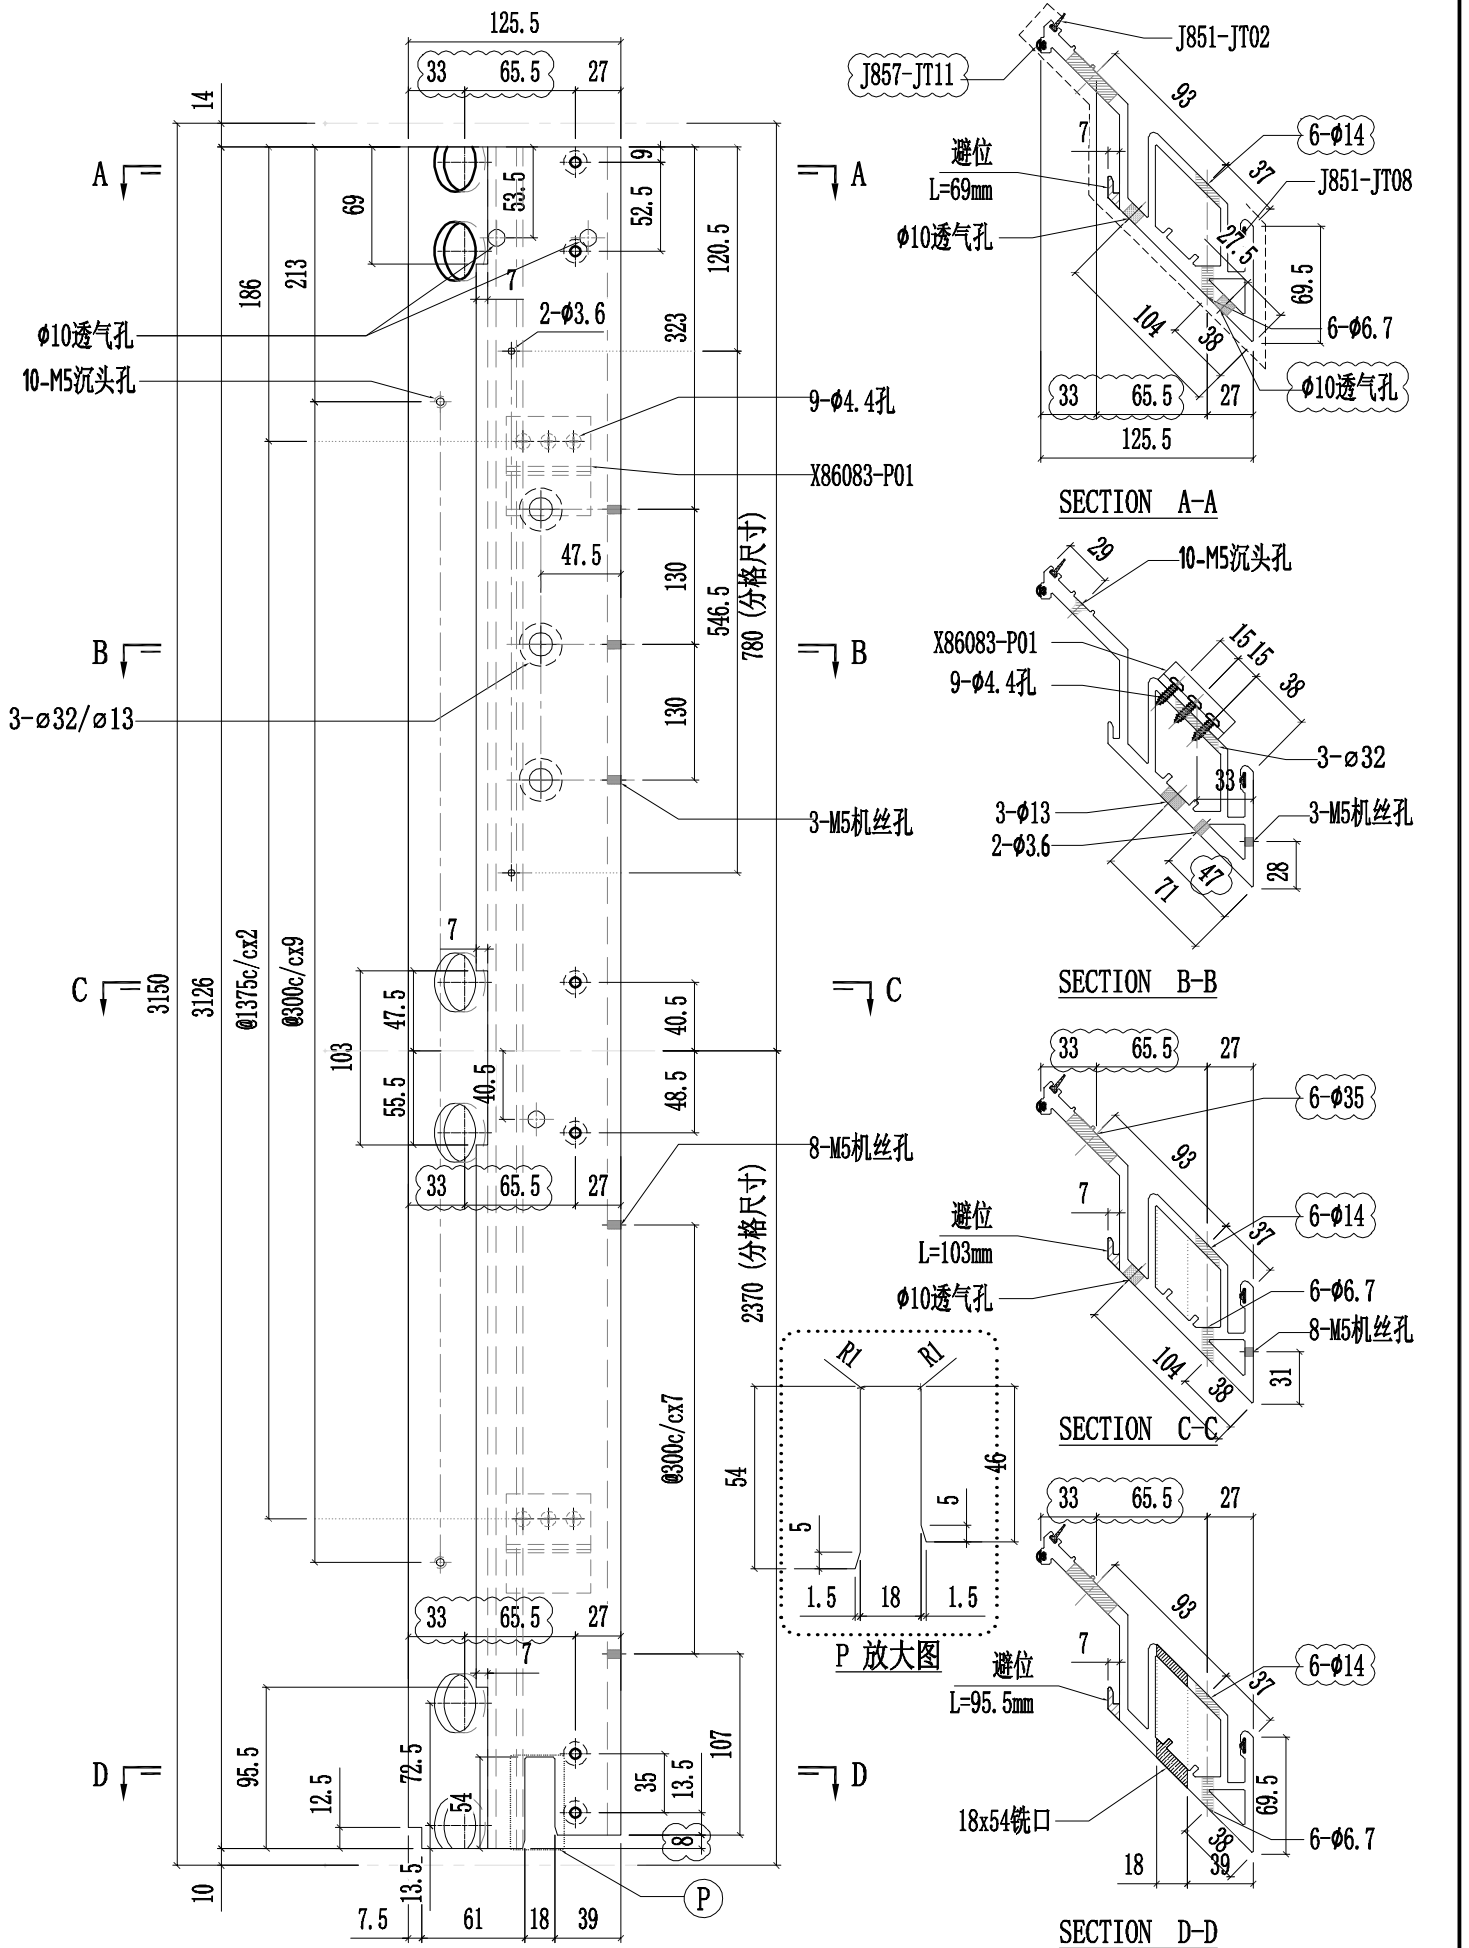 125.5
33
65.5
27
14
A
A
69
53.5
9
52.5
120.5
186
213
7
323
2-Φ3.6
Φ10透气孔
10-M5沉头孔
9-Φ4.4孔
X86083-P01
47.5
130
546.5
780 (分格尺寸)
B
B
130
3-⌀32/⌀13
3-M5机丝孔
7
C
C
3150
3126
@1375c/cx2
@300c/cx9
103
47.5
55.5
40.5
40.5
48.5
8-M5机丝孔
33
65.5
27
2370 (分格尺寸)
@300c/cx7
R1
R1
54
46
5
5
1.5
18
1.5
P 放大图
33
65.5
27
7
95.5
12.5
72.5
54
35
13.5
107
8
D
D
10
13.5
P
7.5
61
18
39
J851-JT02
J857-JT11
93
7
避位
L=69mm
6-Φ14
37
J851-JT08
Φ10透气孔
27.5
69.5
104
38
6-Φ6.7
Φ10透气孔
33
65.5
27
125.5
SECTION A-A
29
10-M5沉头孔
X86083-P01
9-Φ4.4孔
15
15
38
3-⌀32
33
3-Φ13
2-Φ3.6
3-M5机丝孔
71
47
28
SECTION B-B
33
65.5
27
6-Φ35
93
7
避位
L=103mm
6-Φ14
37
Φ10透气孔
6-Φ6.7
8-M5机丝孔
104
38
31
SECTION C-C
33
65.5
27
93
7
避位
L=95.5mm
6-Φ14
37
18x54铣口
69.5
38
6-Φ6.7
18
39
SECTION D-D